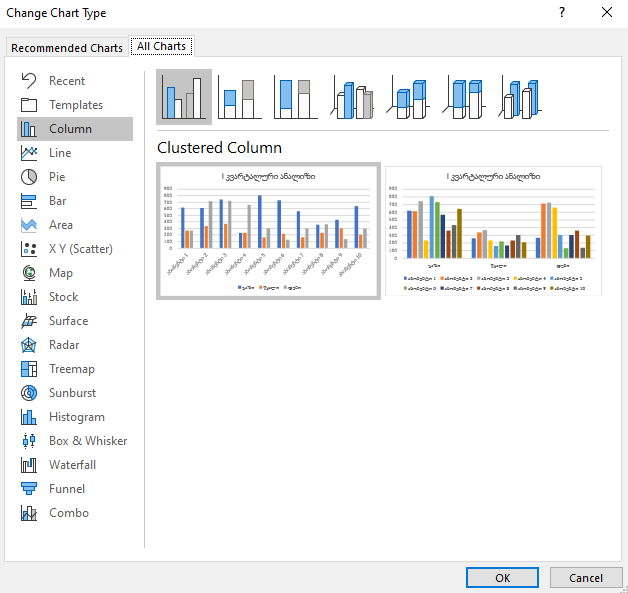 Change Chart Type
Recommended Charts
All Charts
Recent
Templates
Column
Line
Pie
Bar
Area
X Y (Scatter)
Map
Stock
Surface
Radar
Treemap
Sunburst
Histogram
Box & Whisker
Waterfall
Funnel
Combo
Clustered Column
I კვარტალური ანალიზი
900
800
700
600
500
400
300
200
100
0
I კვარტალური ანალიზი
900
800
700
600
500
400
300
200
100
0
OK
Cancel